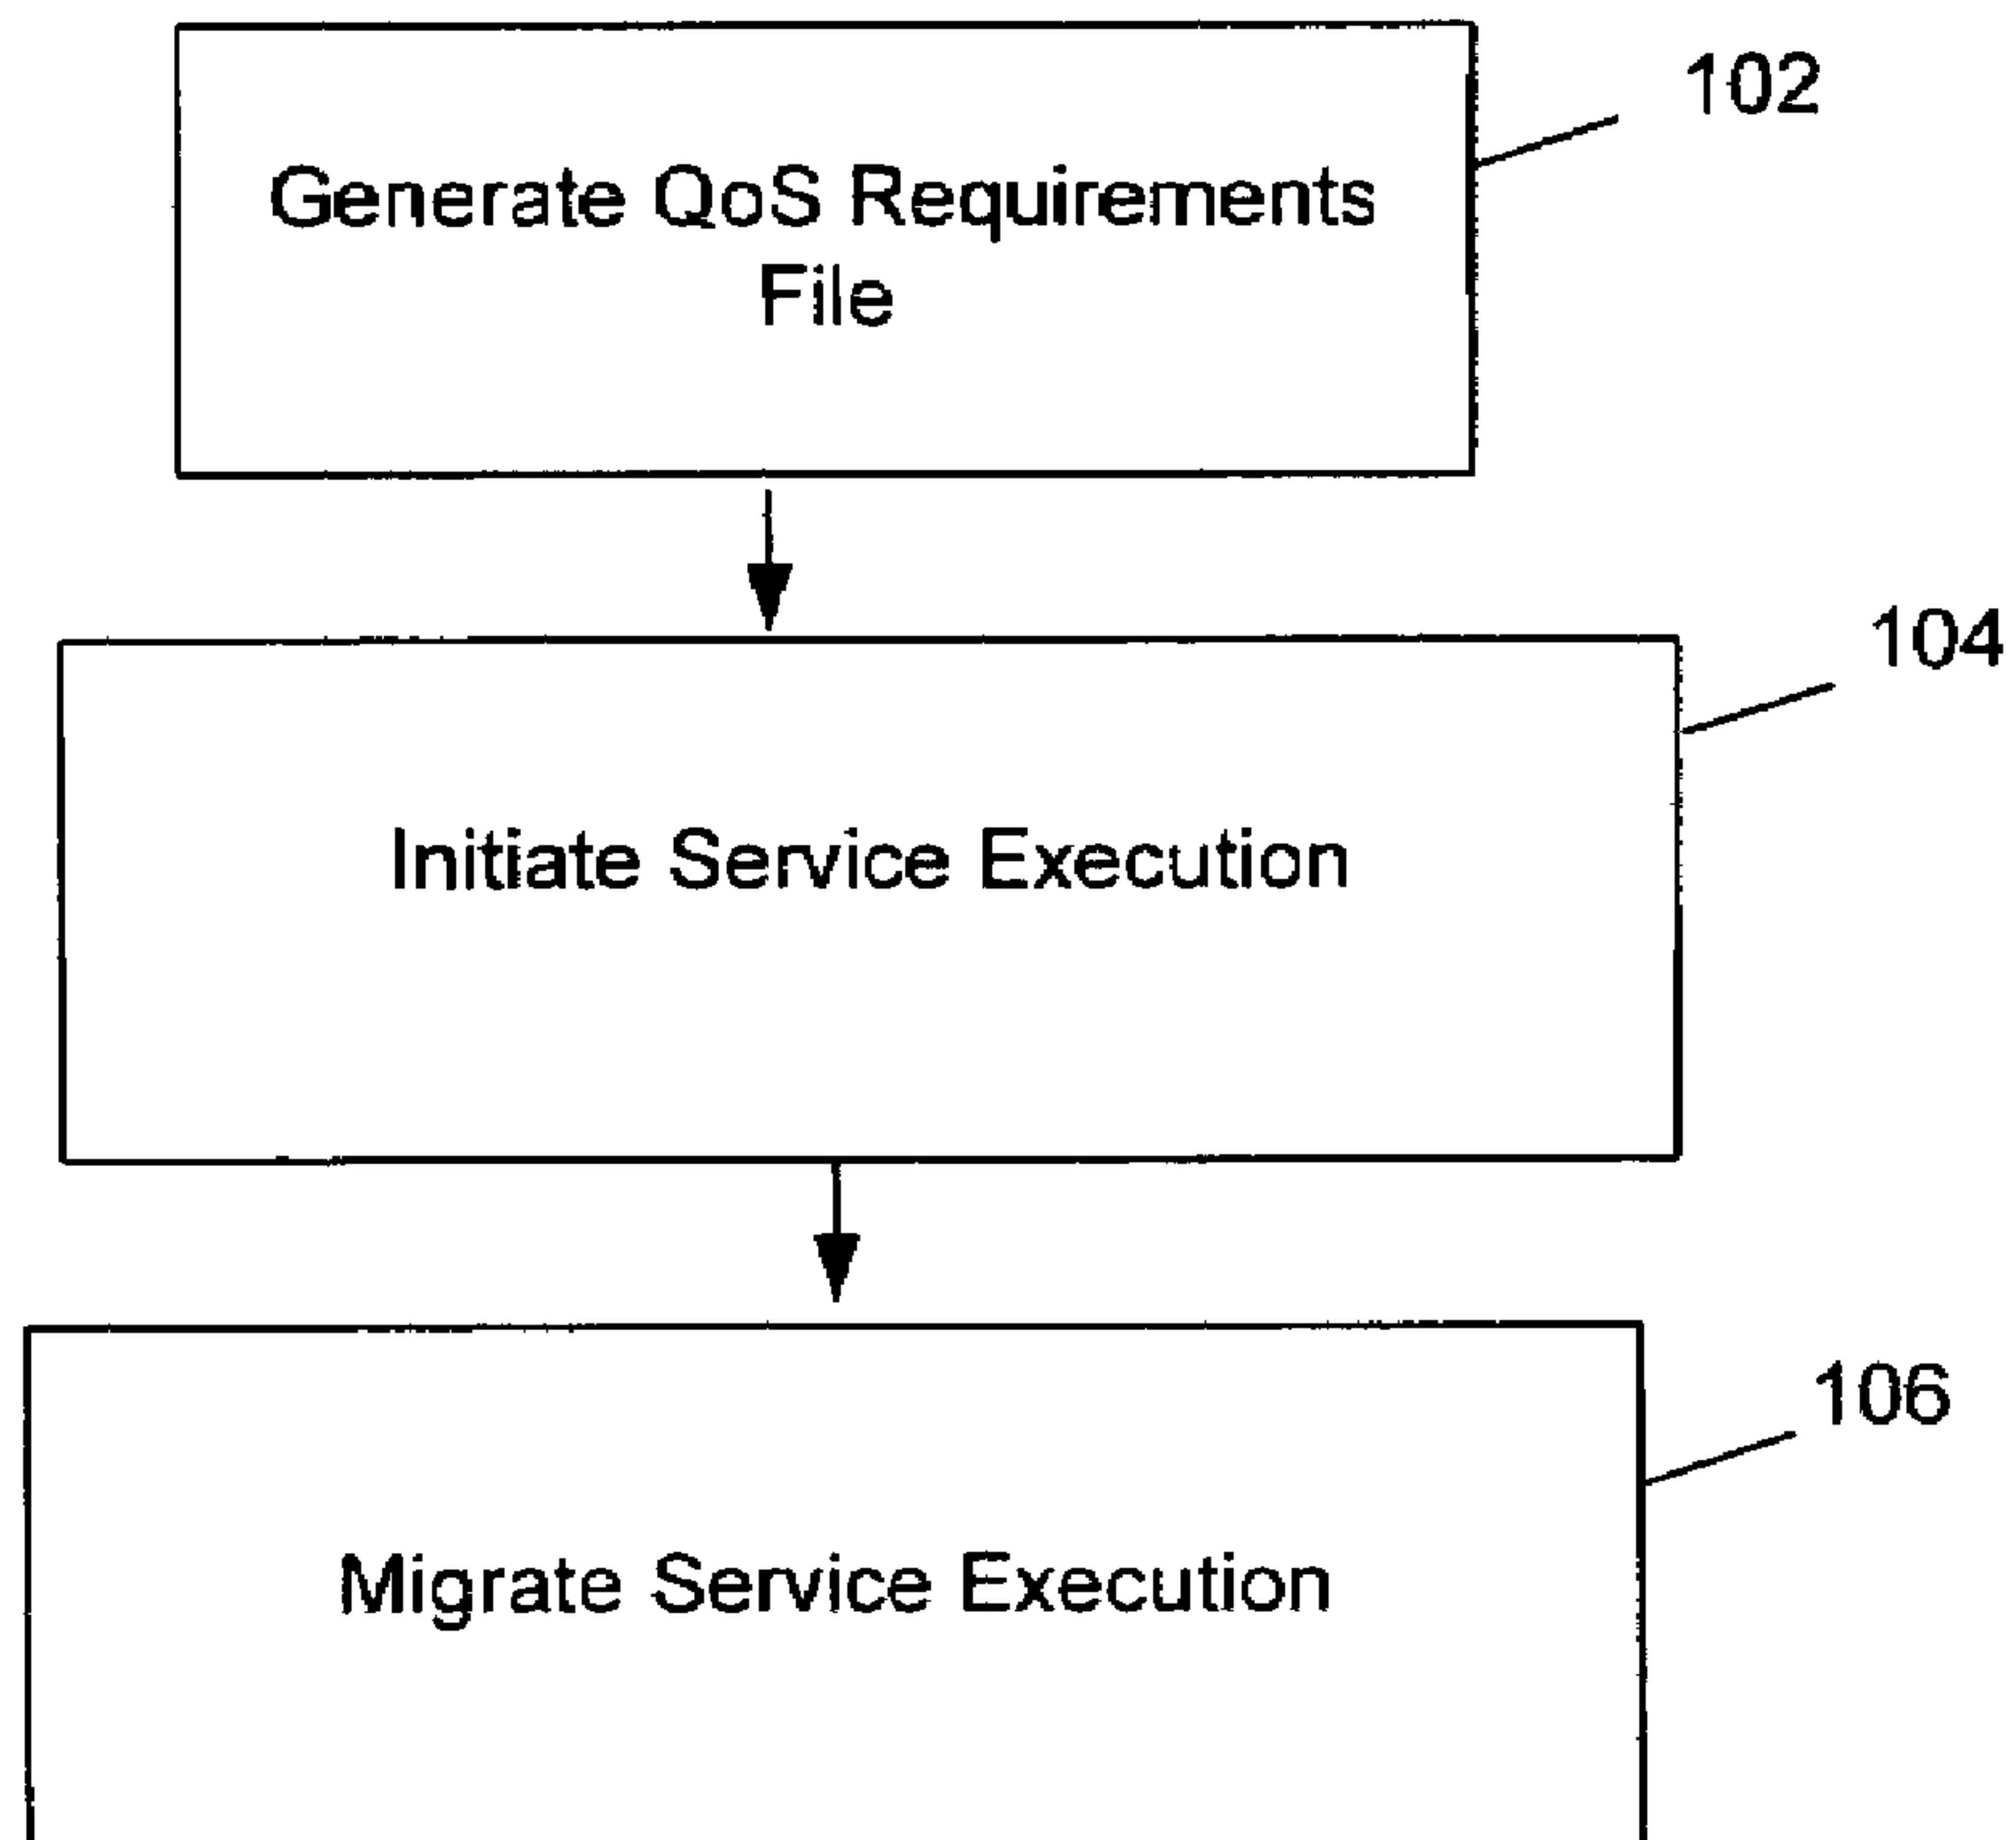 102
Generate QoS Requirements
File
104
Initiate Service Execution
106
Migrate Service Execution